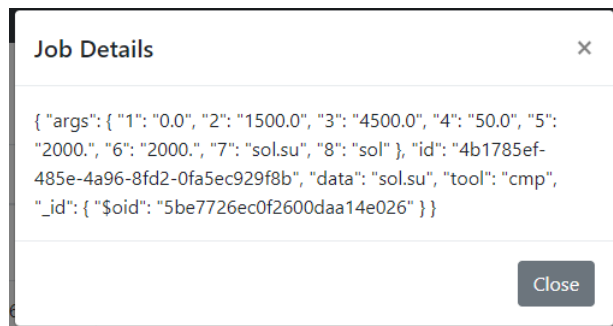 Job Details
×
{ "args": { "1": "0.0", "2": "1500.0", "3": "4500.0", "4": "50.0", "5":
"2000.", "6": "2000.", "7": "sol.su", "8": "sol" }, "id": "4b1785ef-
485e-4a96-8fd2-0fa5ec929f8b", "data": "sol.su", "tool": "cmp",
"_id": { "$oid": "5be7726ec0f2600daa14e026" } }
Close